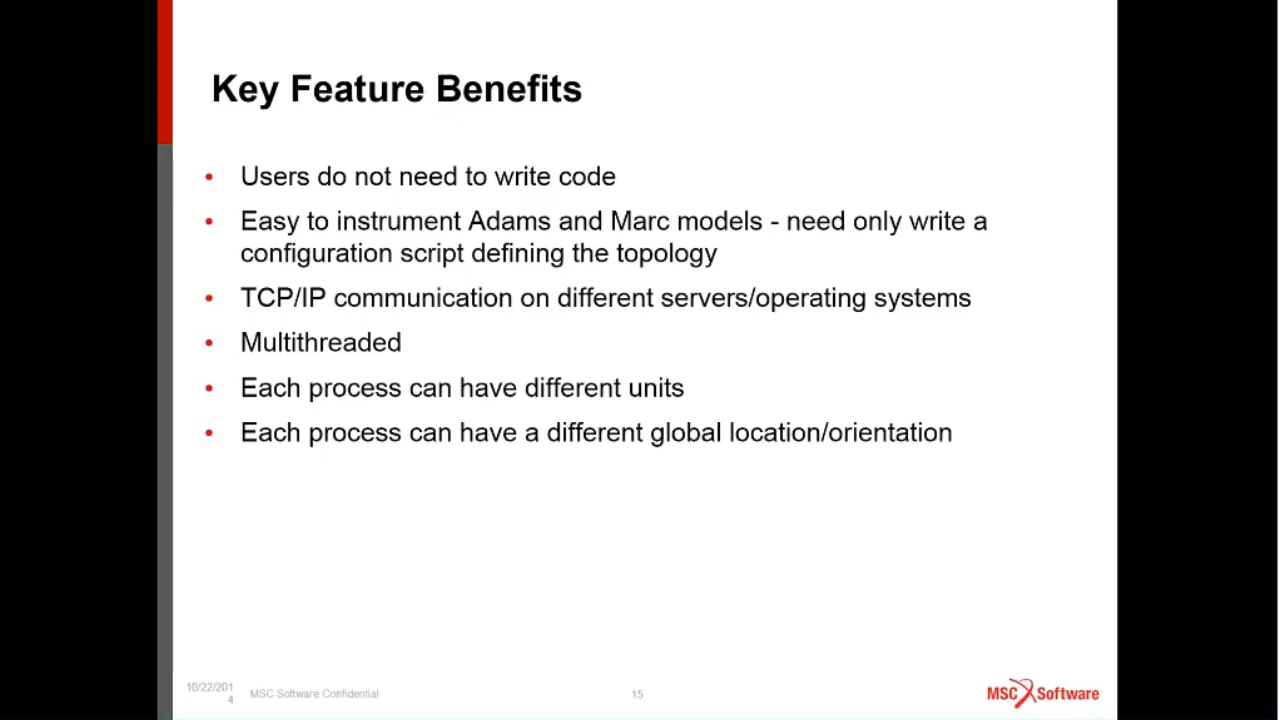 Key Feature Benefits
• Users do not need to write code
• Easy to instrument Adams and Marc models - need only write a
configuration script defining the topology
• TCP/IP communication on different servers/operating systems
• Multithreaded
• Each process can have different units
• Each process can have a different global location/orientation
10/22/201
4
MSC Software Confidential
15
MSC Software